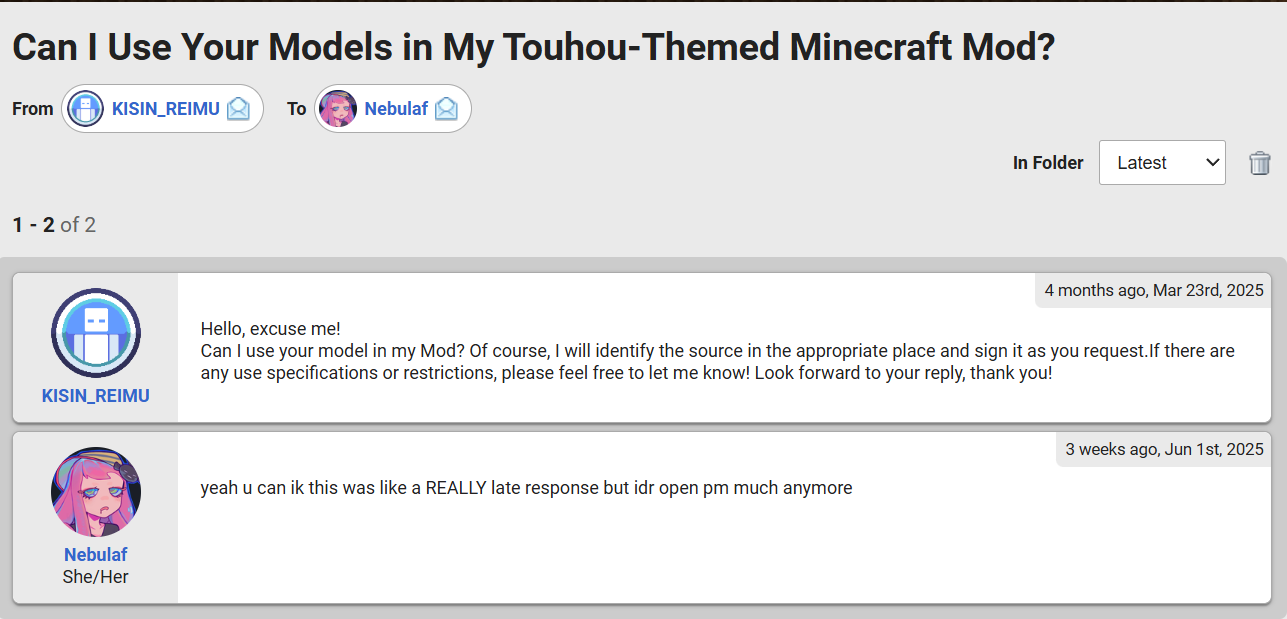 Can I Use Your Models in My Touhou-Themed Minecraft Mod?
From KISIN_REIMU To Nebulaf
In Folder Latest
1 - 2 of 2
4 months ago, Mar 23rd, 2025
Hello, excuse me!
Can I use your model in my Mod? Of course, I will identify the source in the appropriate place and sign it as you request.If there are
any use specifications or restrictions, please feel free to let me know! Look forward to your reply, thank you!
KISIN_REIMU
3 weeks ago, Jun 1st, 2025
yeah u can ik this was like a REALLY late response but idr open pm much anymore
Nebulaf
She/Her